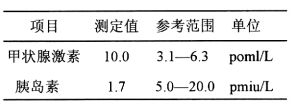 项目 测定值 参考范围 单位
甲状腺激素 10.0 3.1—6.3 poml/L
胰岛素 1.7 5.0—20.0 pmiu/L